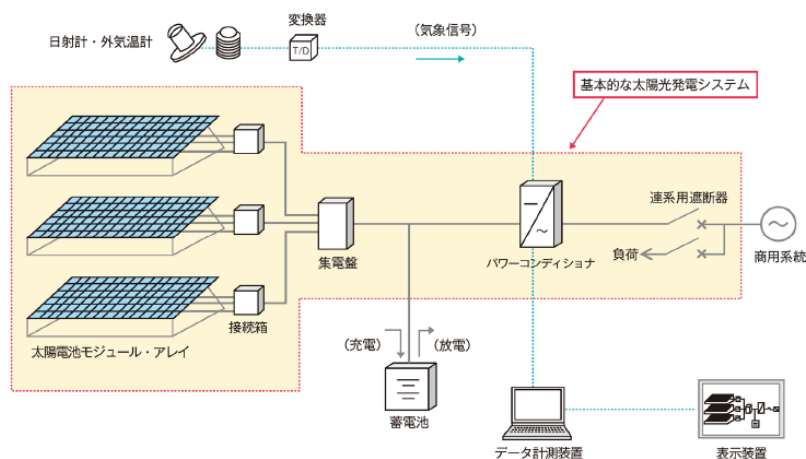 変換器
日射計・外気温計
T/D
（気象信号）
基本的な太陽光発電システム
連系用遮断器
負荷
商用系統
集電盤
パワーコンディショナ
接続箱
太陽電池モジュール・アレイ
（充電）
（放電）
蓄電池
データ計測装置
表示装置